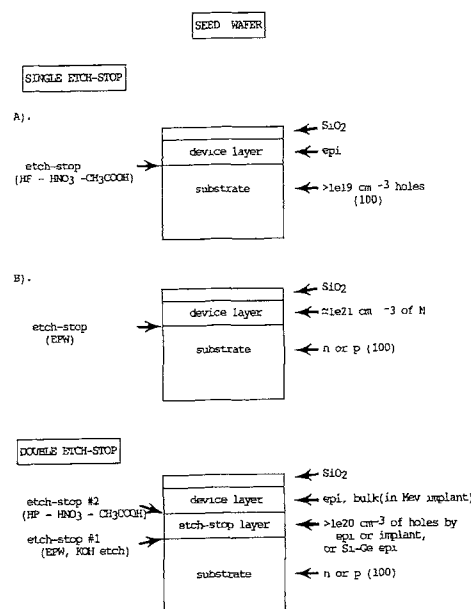 SEED WAFER
SINGLE ETCH-STOP
A).
SiO2
device layer
epi
etch-stop
(HF - HNO3 -CH3COOH)
substrate
>1e19 cm -3 holes
(100)
B).
SiO2
device layer
≈1e21 cm -3 of N
etch-stop
(EPW)
substrate
n or p (100)
DOUBLE ETCH-STOP
SiO2
etch-stop #2
(HF - HNO3 - CH3COOH)
device layer
epi, bulk(in Mev implant)
etch-stop layer
>1e20 cm-3 of holes by
epi or implant,
or Si-Ge epi
etch-stop #1
(EPW, KOH etch)
substrate
n or p (100)